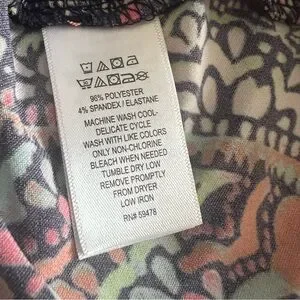 96% POLYESTER
4% SPANDEX / ELASTANE
MACHINE WASH COOL-
DELICATE CYCLE
WASH WITH LIKE COLORS
ONLY NON-CHLORINE
BLEACH WHEN NEEDED
TUMBLE DRY LOW
REMOVE PROMPTLY
FROM DRYER
LOW IRON
RN# 59478